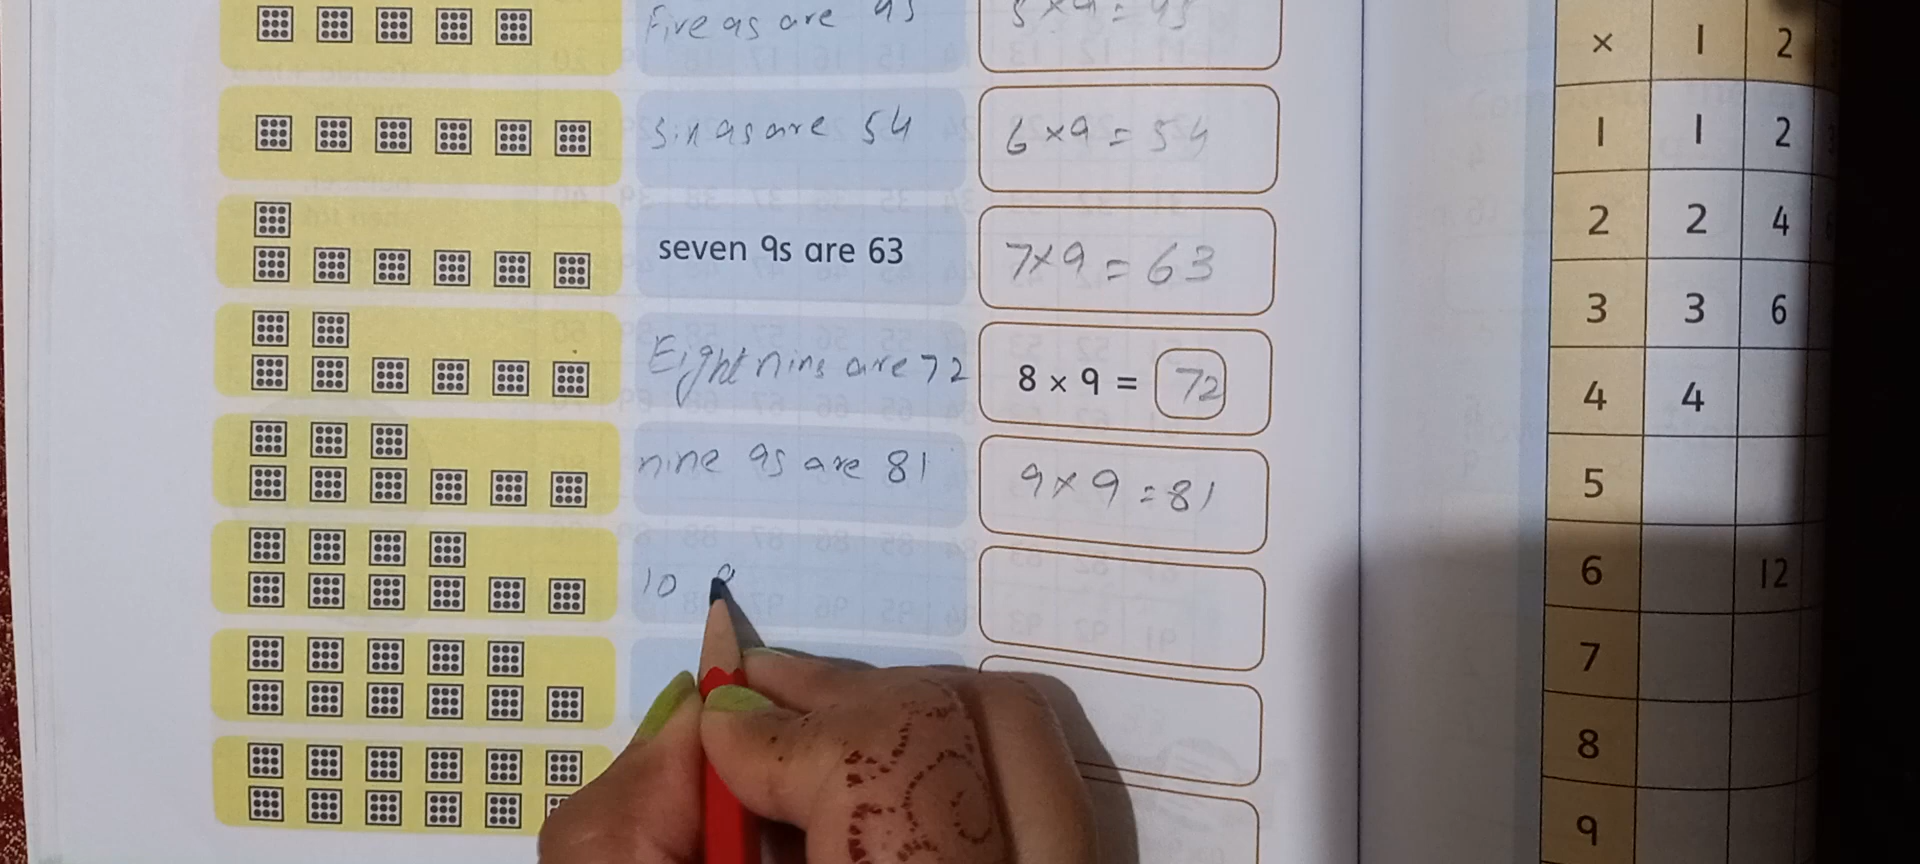 Five 9s are 45
5 × 9 = 45
Six 9s are 54
6 × 9 = 54
seven 9s are 63
7 × 9 = 63
Eight nins are 72
8 × 9 = 72
nine 9s are 81
9 × 9 = 81
10 9
× 1 2
1 1 2
2 2 4
3 3 6
4 4
5
6 12
7
8
9